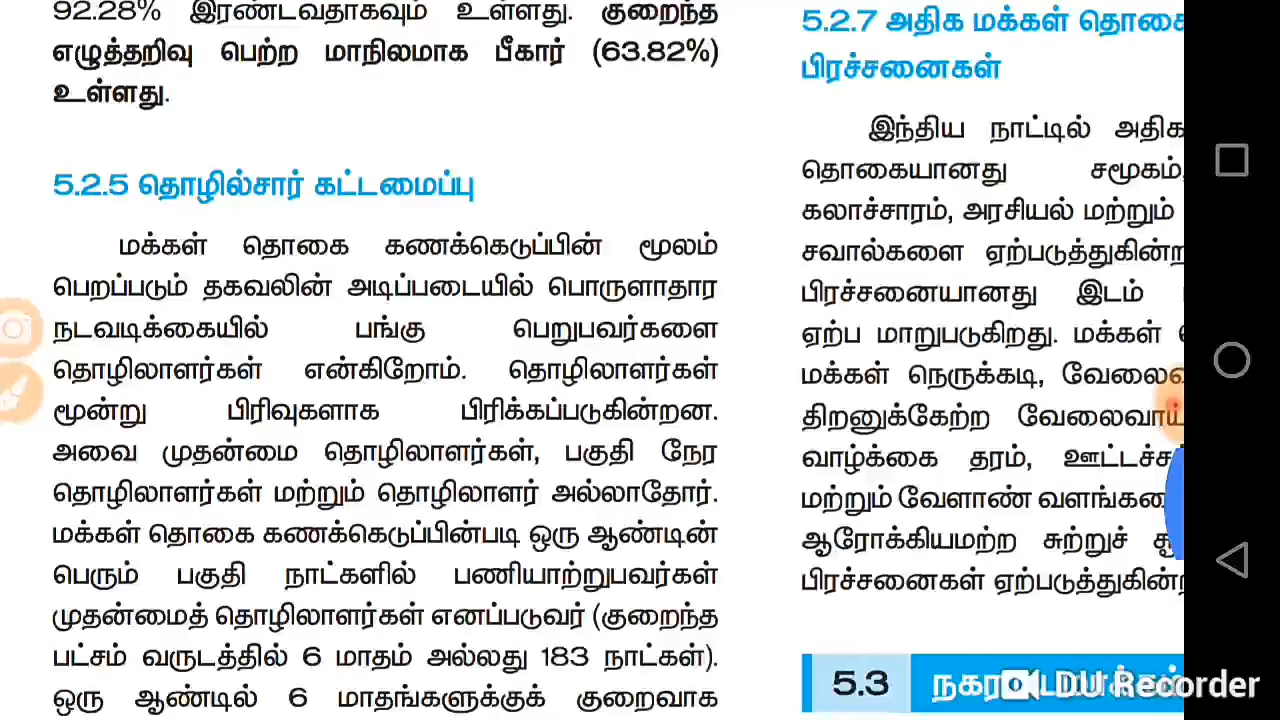 92.28% இரண்டவதாகவும் உள்ளது. குறைந்த
எழுத்தறிவு பெற்ற மாநிலமாக பீகார் (63.82%)
உள்ளது.
5.2.5 தொழில்சார் கட்டமைப்பு
மக்கள் தொகை கணக்கெடுப்பின் மூலம்
பெறப்படும் தகவலின் அடிப்படையில் பொருளாதார
நடவடிக்கையில் பங்கு பெறுபவர்களை
தொழிலாளர்கள் என்கிறோம். தொழிலாளர்கள்
மூன்று பிரிவுகளாக பிரிக்கப்படுகின்றன.
அவை முதன்மை தொழிலாளர்கள், பகுதி நேர
தொழிலாளர்கள் மற்றும் தொழிலாளர் அல்லாதோர்.
மக்கள் தொகை கணக்கெடுப்பின்படி ஒரு ஆண்டின்
பெரும் பகுதி நாட்களில் பணியாற்றுபவர்கள்
முதன்மைத் தொழிலாளர்கள் எனப்படுவர் (குறைந்த
பட்சம் வருடத்தில் 6 மாதம் அல்லது 183 நாட்கள்).
ஒரு ஆண்டில் 6 மாதங்களுக்குக் குறைவாக
5.2.7 அதிக மக்கள் தொகை
பிரச்சனைகள்
இந்திய நாட்டில் அதிக
தொகையானது சமூகம்,
கலாச்சாரம், அரசியல் மற்றும்
சவால்களை
பிரச்சனையானது இடம்
ஏற்ப மாறுபடுகிறது. மக்கள்
மக்கள் நெருக்கடி,
திறனுக்கேற்ற
வாழ்க்கை தரம்,
மற்றும் வேளாண்
ஆரோக்கியமற்ற சுற்றுச்
பிரச்சனைகள்
5.3
DU Recorder